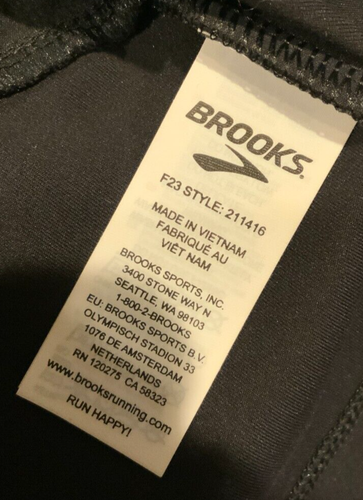 BROOKS
F23 STYLE: 211416
MADE IN VIETNAM
FABRIQUÉ AU
VIÊT NAM
BROOKS SPORTS, INC
3400 STONE WAY N
SEATTLE, WA 98103
1-800-2-BROOKS
EU: BROOKS SPORTS B.V.
OLYMPISCH STADION 33
1076 DE AMSTERDAM
NETHERLANDS
RN 120275 CA 58323
www.brooksrunning.com
RUN HAPPY!